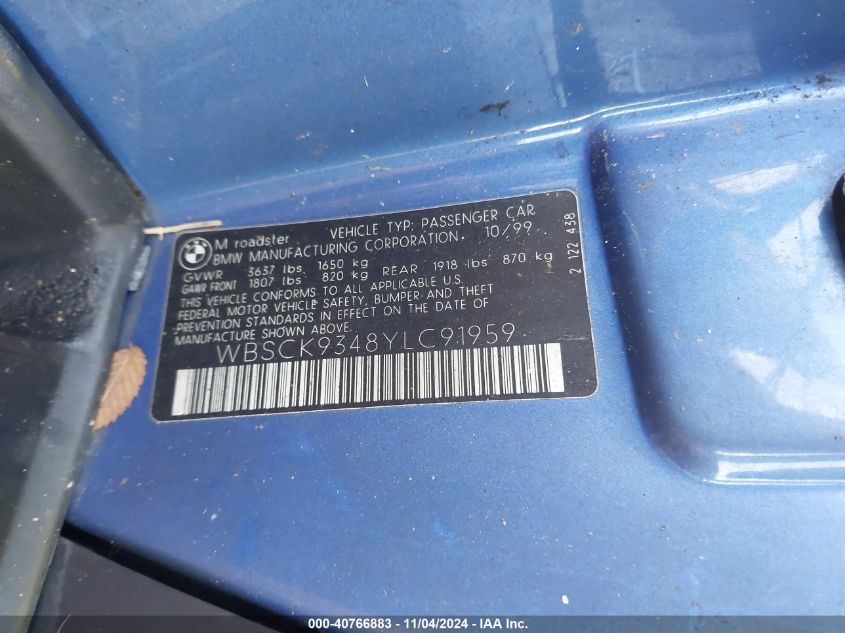 BMW
M roadster VEHICLE TYP: PASSENGER CAR
BMW MANUFACTURING CORPORATION. 10/99
GVWR 3637 lbs. 1650 kg
GAWR FRONT 1807 lbs' 820 kg REAR 1918 lbs' 870 kg
THIS VEHICLE CONFORMS TO ALL APPLICABLE U.S.
FEDERAL MOTOR VEHICLE SAFETY, BUMPER AND THEFT
PREVENTION STANDARDS IN EFFECT ON THE DATE OF
MANUFACTURE SHOWN ABOVE.
WBSCK9348YLC91959
2 122 438
000-40766883 - 11/04/2024 - IAA Inc.